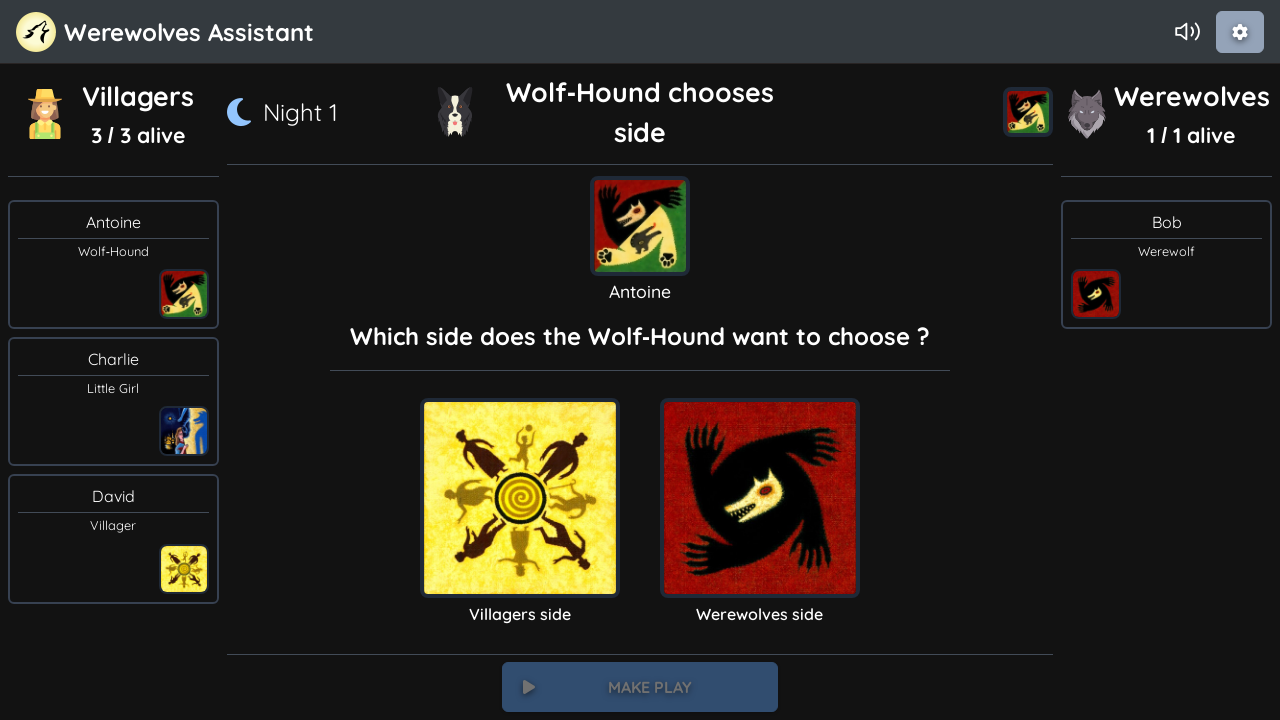 Werewolves Assistant
Villagers
3 / 3 alive
Night 1
Wolf-Hound chooses
side
Werewolves
1 / 1 alive
Antoine
Wolf-Hound
Charlie
Little Girl
David
Villager
Antoine
Which side does the Wolf-Hound want to choose ?
Villagers side
Werewolves side
MAKE PLAY
Bob
Werewolf